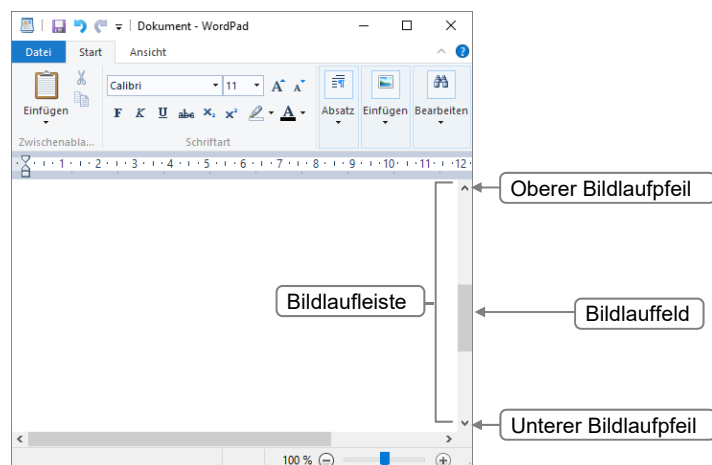 Dokument - WordPad
Datei Start Ansicht
Calibri 11 A A
Einfügen F K U abc X₂ X² A Absatz Einfügen Bearbeiten
Zwischenabla... Schriftart
1 2 3 4 5 6 7 8 9 10 11 12
Oberer Bildlaufpfeil
Bildlaufleiste
Bildlauffeld
Unterer Bildlaufpfeil
100 %